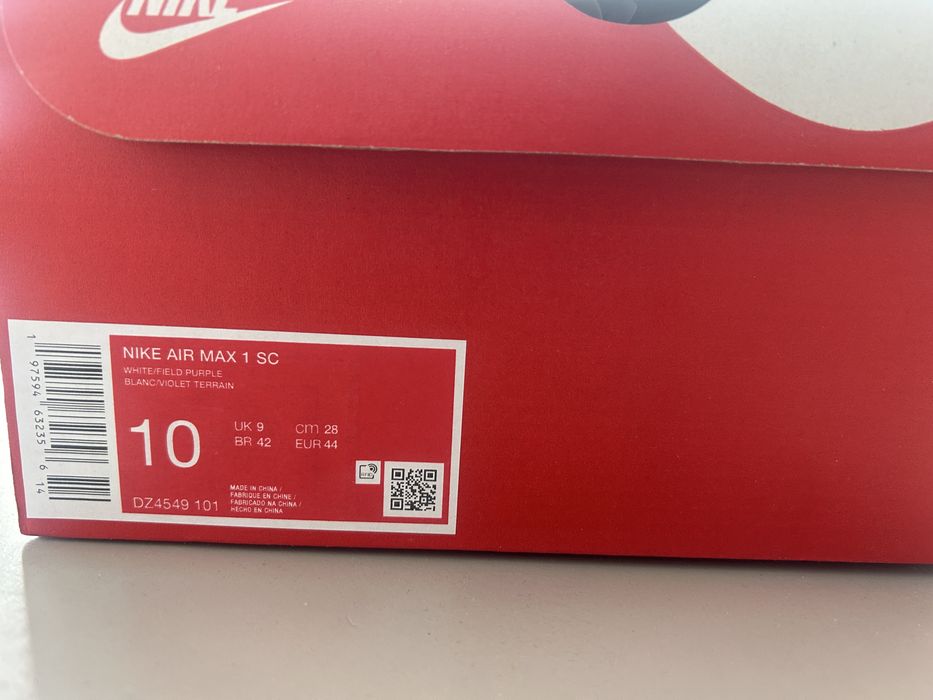 NIKE
NIKE AIR MAX 1 SC
WHITE/FIELD PURPLE
BLANC/VIOLET TERRAIN
10
UK 9 cm 28
BR 42 EUR 44
DZ4549 101
MADE IN CHINA /
FABRIQUE EN CHINE /
FABRICADO NA CHINA /
HECHO EN CHINA
1 97594 63235 6 14